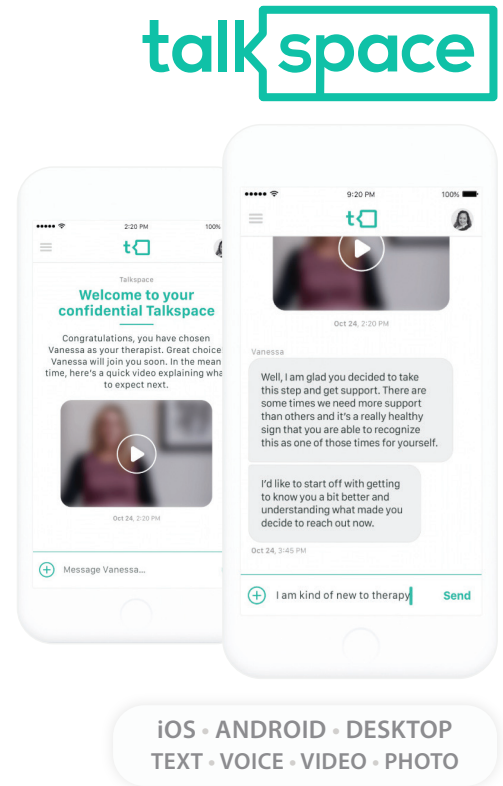 talkspace
2:20 PM
100%
Talkspace
Welcome to your
confidential Talkspace
Congratulations, you have chosen
Vanessa as your therapist. Great choice
Vanessa will join you soon. In the mean
time, here's a quick video explaining wha
to expect next.
Oct 24, 2:20 PM
Message Vanessa...
9:20 PM
100%
t
Oct 24, 2:20 PM
Vanessa
Well, I am glad you decided to take
this step and get support. There are
some times we need more support
than others and it's a really healthy
sign that you are able to recognize
this as one of those times for yourself.
I'd like to start off with getting
to know you a bit better and
understanding what made you
decide to reach out now.
Oct 24, 3:45 PM
I am kind of new to therapy
Send
iOS • ANDROID • DESKTOP
TEXT • VOICE • VIDEO • PHOTO